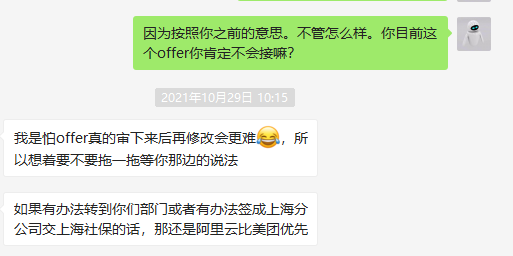 因为按照你之前的意思。不管怎么样。你目前这
个offer你肯定不会接嘛?
2021年10月29日 10:15
我是怕offer真的审下来后再修改会更难😂，所
以想着要不要拖一拖等你那边的说法
如果有办法转到你们部门或者有办法签成上海分
公司交上海社保的话，那还是阿里云比美团优先